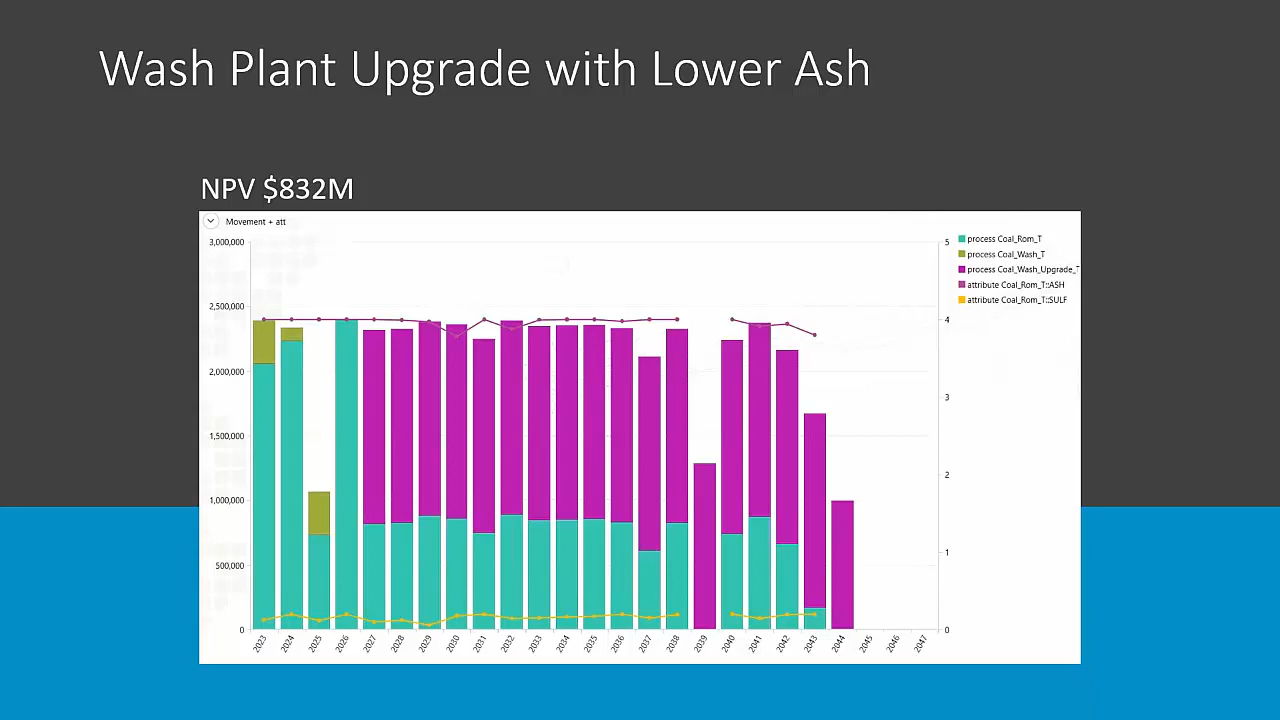 Wash Plant Upgrade with Lower Ash
NPV $832M
Movement + att
3,000,000
2,500,000
2,000,000
1,500,000
1,000,000
500,000
0
5
4
3
2
1
0
process Coal_Rom_T
process Coal_Wash_T
process Coal_Wash_Upgrade_T
attribute Coal_Rom_T::ASH
attribute Coal_Rom_T::SULF
2023 2024 2025 2026 2027 2028 2029 2030 2031 2032 2033 2034 2035 2036 2037 2038 2039 2040 2041 2042 2043 2044 2045 2046 2047